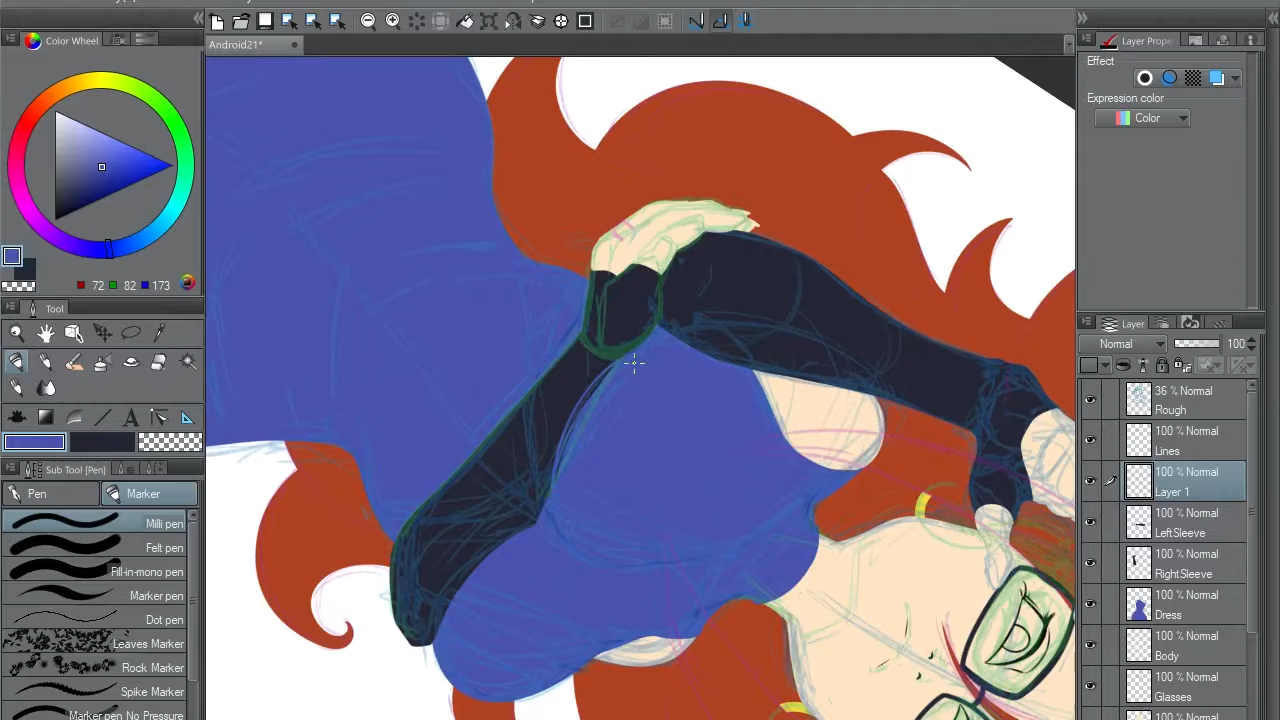 Android21*
Color Wheel
72 82 173
Tool
Sub Tool [Pen]
Pen
Marker
Milli pen
Felt pen
Fill-in-mono pen
Marker pen
Dot pen
Leaves Marker
Rock Marker
Spike Marker
Marker pen No Pressure
Layer Prope
Effect
Expression color
Color
Layer
Normal 100
36 % Normal
Rough
100 % Normal
Lines
100 % Normal
Layer 1
100 % Normal
LeftSleeve
100 % Normal
RightSleeve
100 % Normal
Dress
100 % Normal
Body
100 % Normal
Glasses
100 % Normal